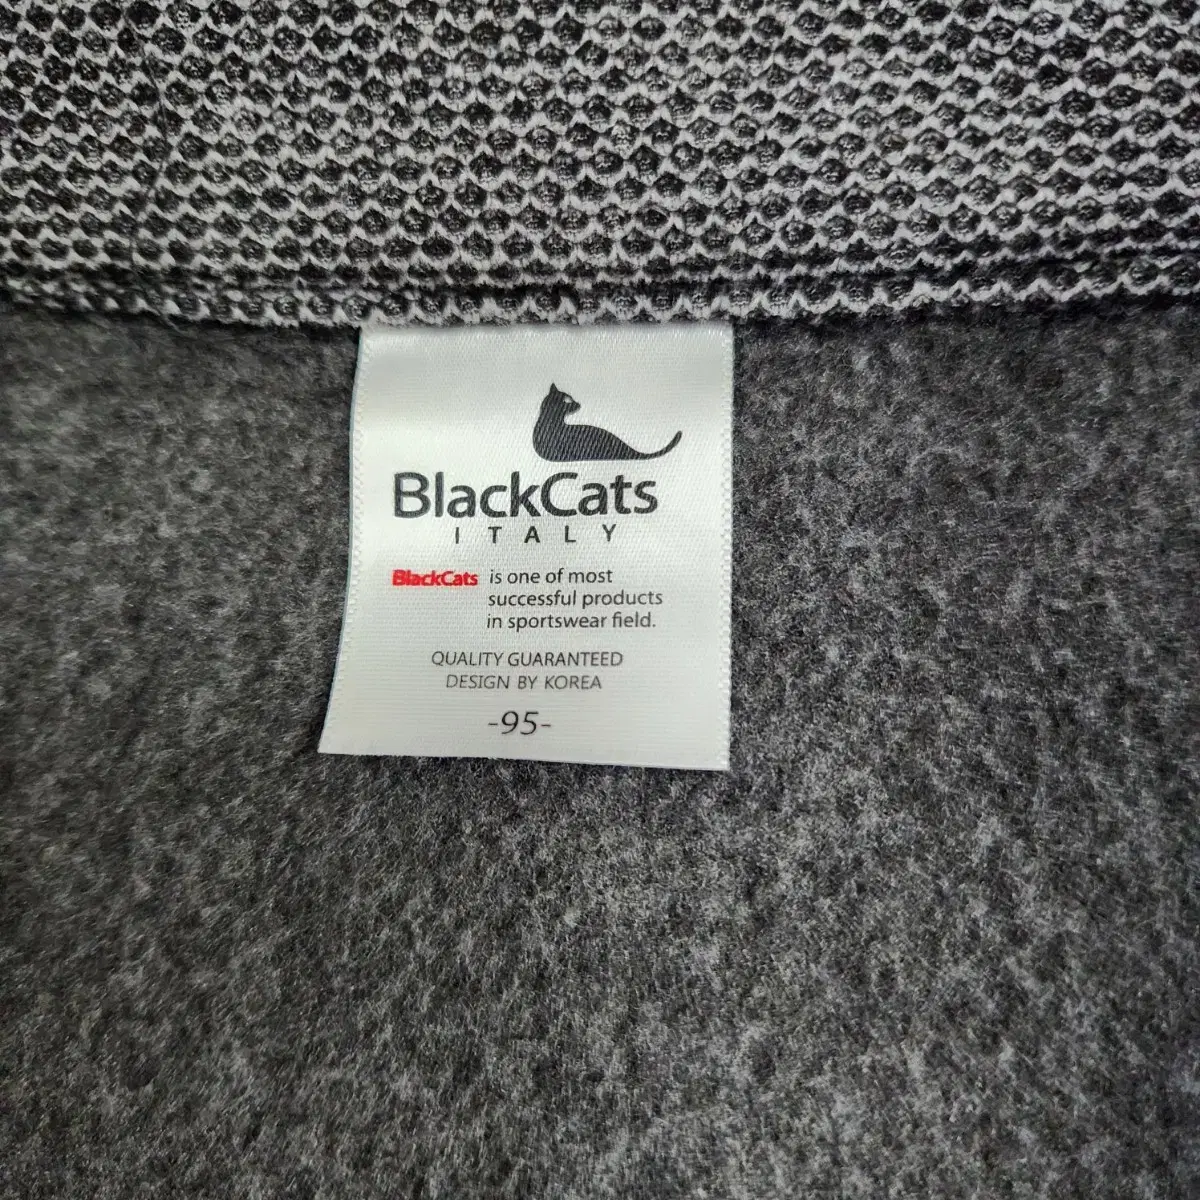 BlackCats
ITALY
BlackCats is one of most
successful products
in sportswear field.
QUALITY GUARANTEED
DESIGN BY KOREA
-95-